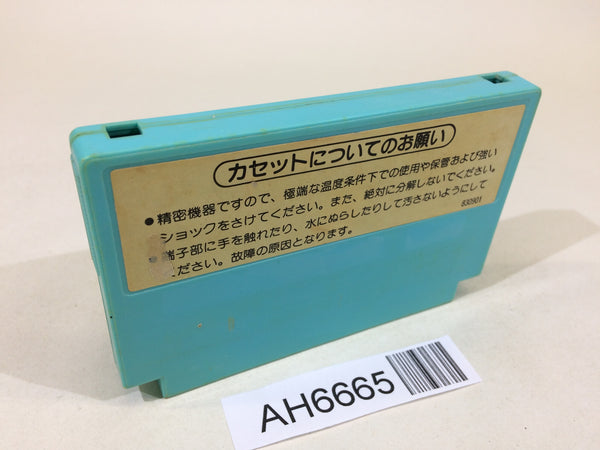 カセットについてのお願い
●精密機器ですので、極端な温度条件下での使用や保管および強い
ショックをさけてください。また、絶対に分解しないでください。
●端子部に手を触れたり、水にぬらしたりして汚さないようにして
ください。故障の原因となります。
830901
AH6665